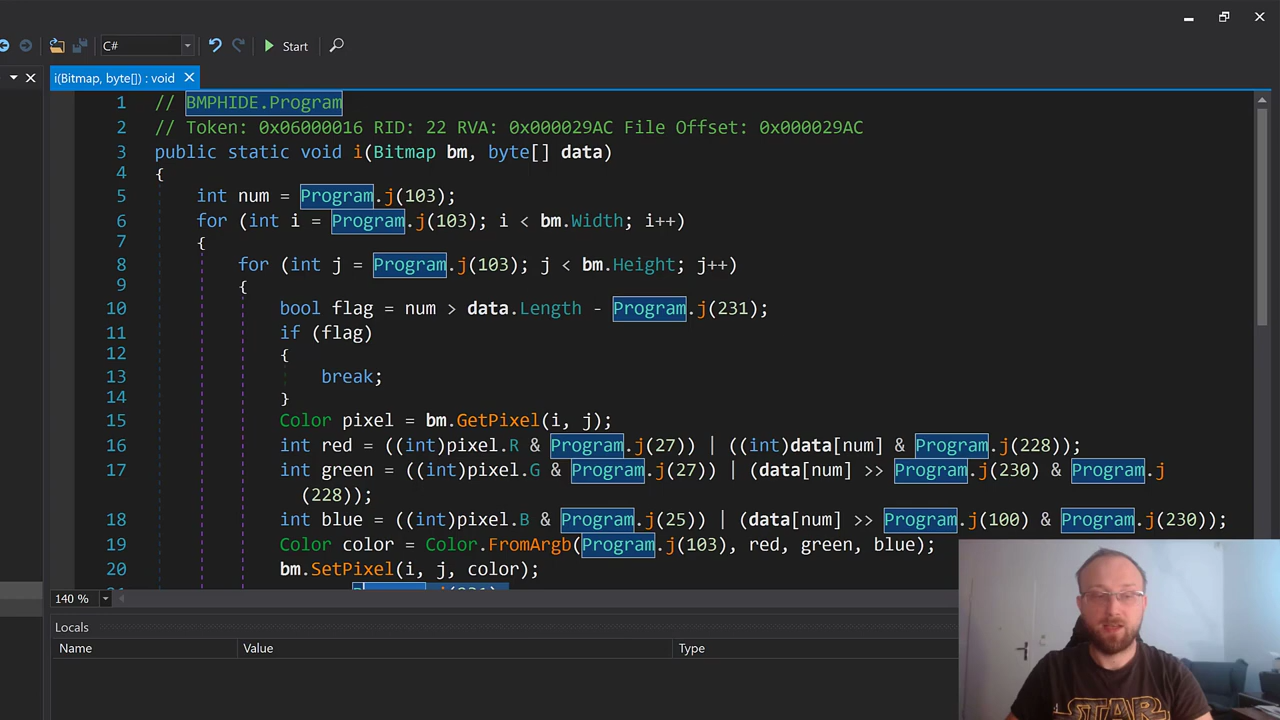 C#
Start
i(Bitmap, byte[]) : void
1 // BMPHIDE.Program
2 // Token: 0x06000016 RID: 22 RVA: 0x000029AC File Offset: 0x000029AC
3 public static void i(Bitmap bm, byte[] data)
4 {
5 int num = Program.j(103);
6 for (int i = Program.j(103); i < bm.Width; i++)
7 {
8 for (int j = Program.j(103); j < bm.Height; j++)
9 {
10 bool flag = num > data.Length - Program.j(231);
11 if (flag)
12 {
13 break;
14 }
15 Color pixel = bm.GetPixel(i, j);
16 int red = ((int)pixel.R & Program.j(27)) | ((int)data[num] & Program.j(228));
17 int green = ((int)pixel.G & Program.j(27)) | (data[num] >> Program.j(230) & Program.j
(228));
18 int blue = ((int)pixel.B & Program.j(25)) | (data[num] >> Program.j(100) & Program.j(230));
19 Color color = Color.FromArgb(Program.j(103), red, green, blue);
20 bm.SetPixel(i, j, color);
140 %
Locals
Name Value Type
STAR